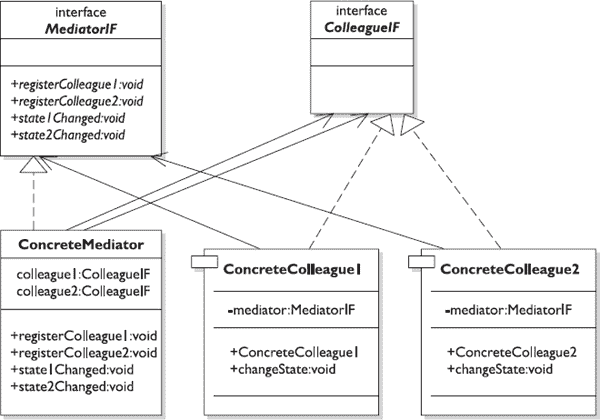 interface
MediatorIF
+registerColleague1:void
+registerColleague2:void
+state1Changed:void
+state2Changed:void
interface
ColleagueIF
ConcreteMediator
colleague1:ColleagueIF
colleague2:ColleagueIF
+registerColleague1:void
+registerColleague2:void
+state1Changed:void
+state2Changed:void
ConcreteColleague1
-mediator:MediatorIF
+ConcreteColleague1
+changeState:void
ConcreteColleague2
-mediator:MediatorIF
+ConcreteColleague2
+changeState:void